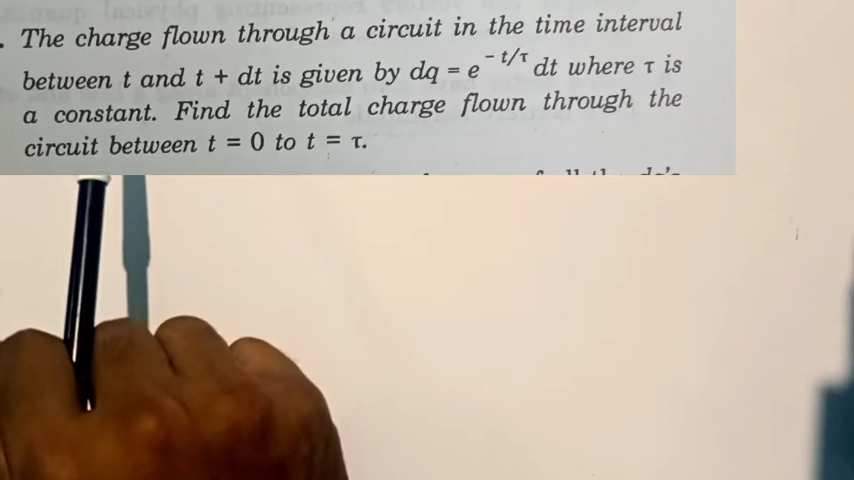 . The charge flown through a circuit in the time interval
between t and t + dt is given by dq = e^{-t/τ} dt where τ is
a constant. Find the total charge flown through the
circuit between t = 0 to t = τ.